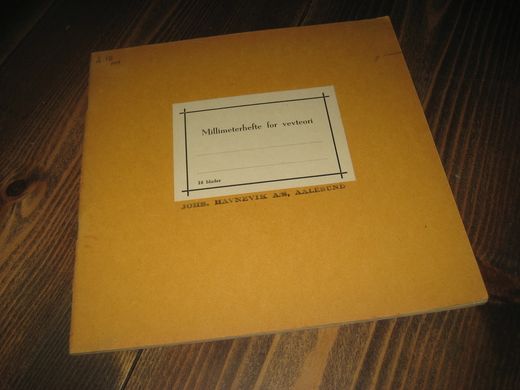 Millimeterhefte for vevteori
16 blader
JOHS. HAVNEVIK A/S, AALESUND